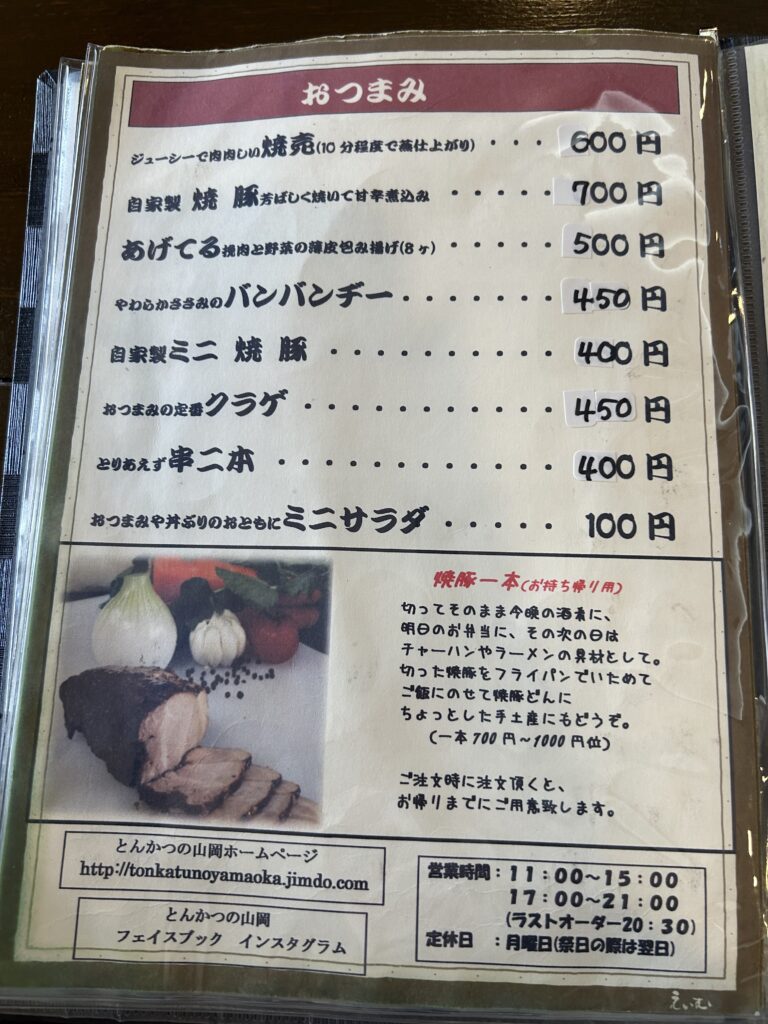 おつまみ
ジューシーで肉肉しい焼売(10分程度で蒸仕上がり)・・・600円
自家製 焼 豚芳ばしく焼いて甘辛煮込み ・・・・・700円
あげてる挽肉と野菜の薄皮包み揚げ(8ヶ)・・・・・500円
やわらかささみのバンバンヂー・・・・・・・450円
自家製ミニ 焼 豚 ・・・・・・・・・・400円
おつまみの定番クラゲ ・・・・・・・・・・・450円
とりあえず串二本 ・・・・・・・・・・・・400円
おつまみや丼ぶりのおともにミニサラダ ・・・・・100円
焼豚一本(お持ち帰り用)
切ってそのまま今晩の酒肴に、
明日のお弁当に、その次の日は
チャーハンやラーメンの具材として。
切った焼豚をフライパンでいためて
ご飯にのせて焼豚どんに
ちょっとした手土産にもどうぞ。
(一本700円~1000円位)
ご注文時に注文頂くと、
お帰りまでにご用意致します。
とんかつの山岡ホームページ
http://tonkatunoyamaoka.jimdo.com
とんかつの山岡
フェイスブック インスタグラム
営業時間:11:00~15:00
17:00~21:00
(ラストオーダー20:30)
定休日 :月曜日(祭日の際は翌日)
えいむ